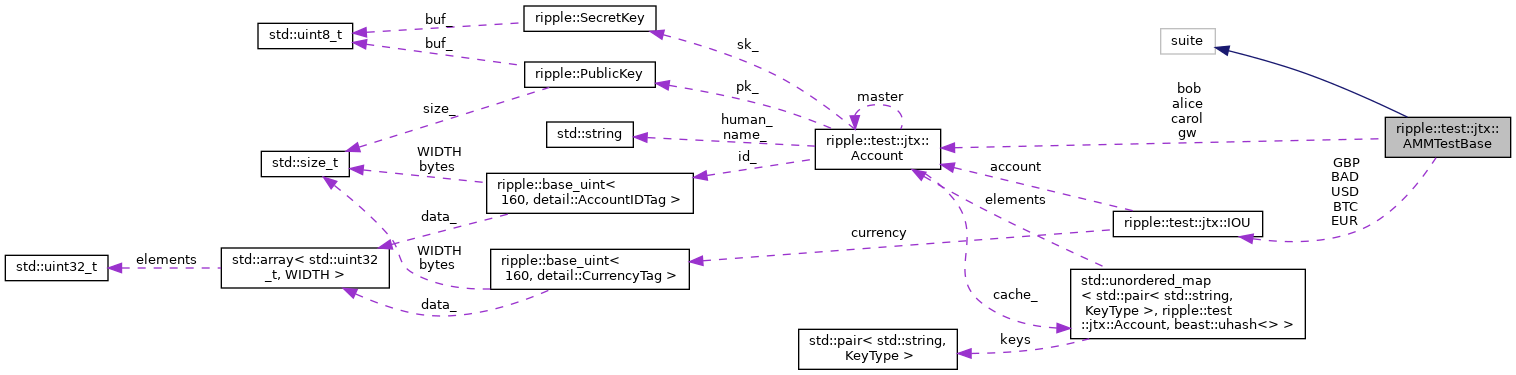 ripple::SecretKey
buf_
std::uint8_t
suite
buf_
sk_
ripple::PublicKey
pk_
master
bob
alice
carol
gw
size_
human_
name_
std::string
ripple::test::jtx::
AMMTestBase
ripple::test::jtx::
Account
WIDTH
bytes
std::size_t
id_
account
GBP
BAD
USD
BTC
EUR
ripple::base_uint<
160, detail::AccountIDTag >
elements
data_
ripple::test::jtx::IOU
currency
WIDTH
bytes
elements
std::array< std::uint32
_t, WIDTH >
std::uint32_t
ripple::base_uint<
160, detail::CurrencyTag >
data_
cache_
std::unordered_map
< std::pair< std::string,
KeyType >, ripple::test
::jtx::Account, beast::uhash<> >
keys
std::pair< std::string,
KeyType >